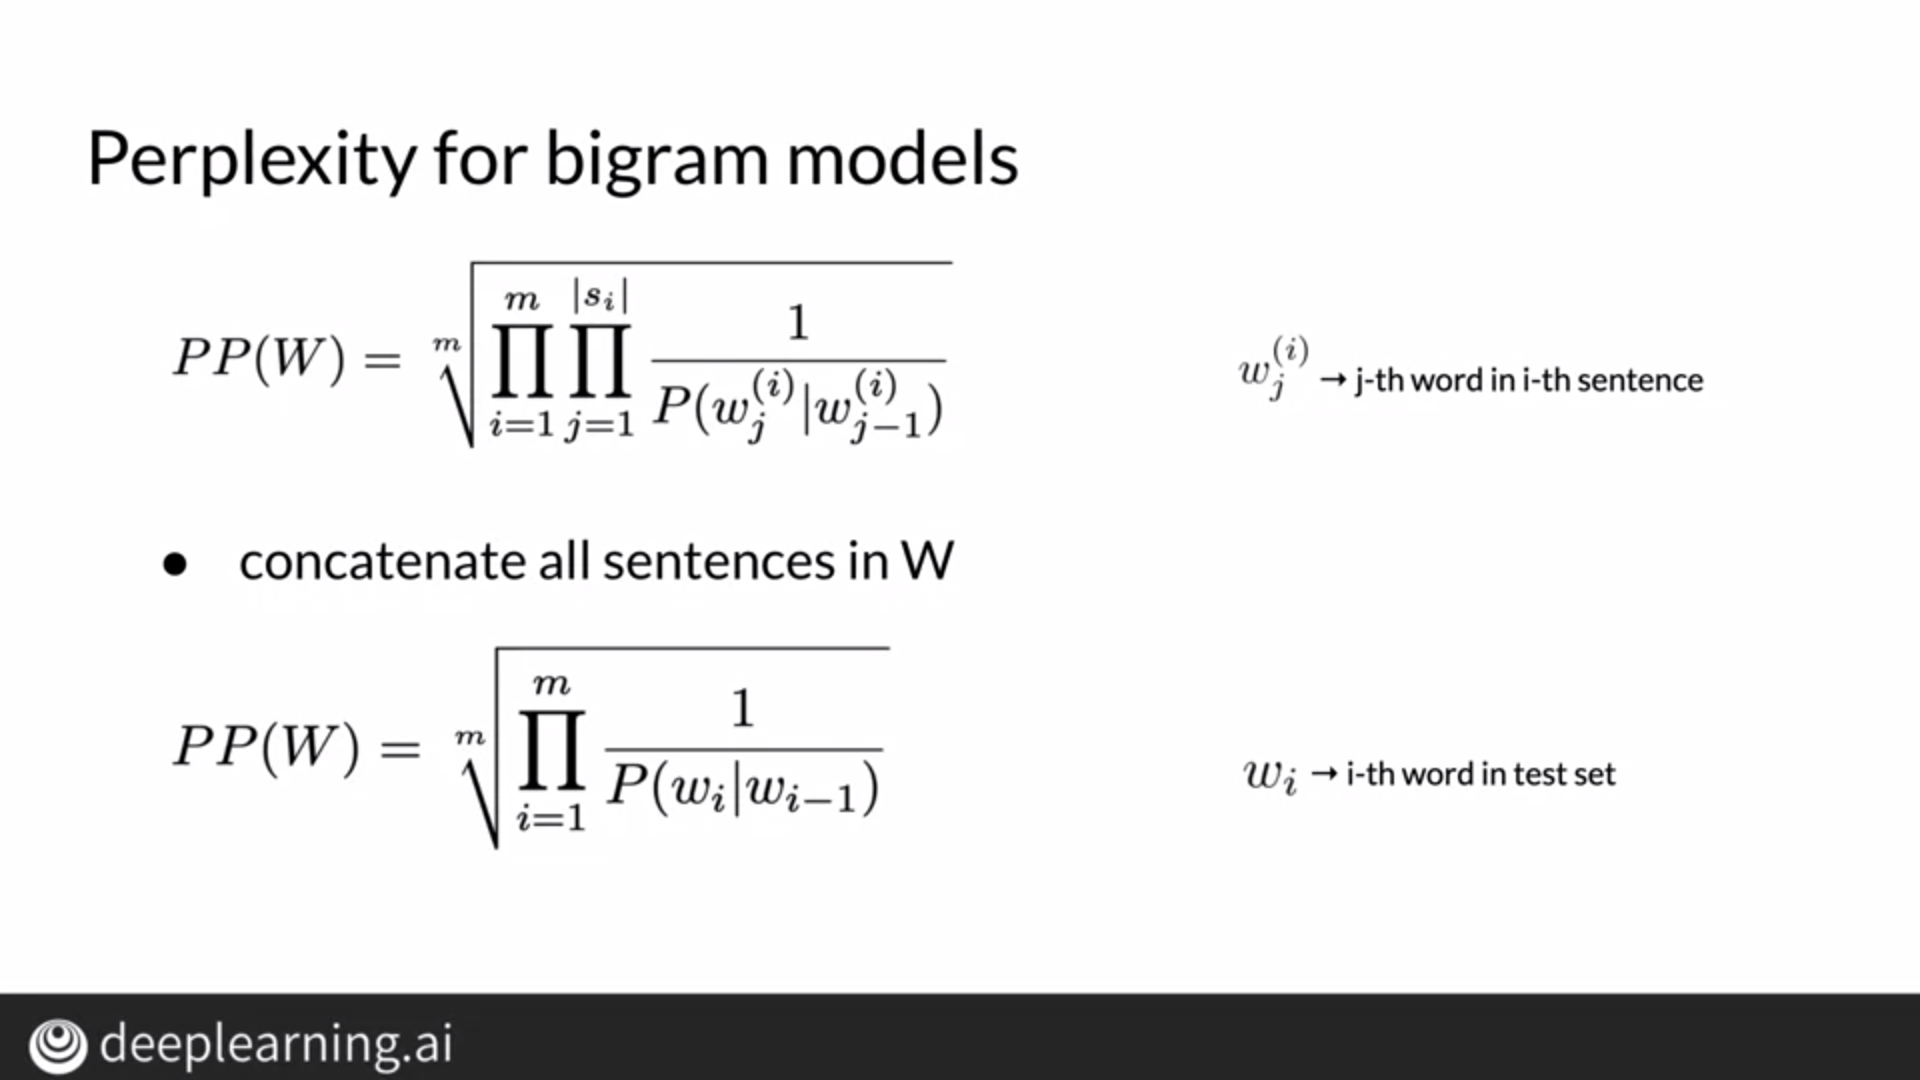 Perplexity for bigram models
$PP(W) = \sqrt[m]{\prod_{i=1}^{m} \prod_{j=1}^{|s_i|} \frac{1}{P(w_j^{(i)}|w_{j-1}^{(i)})}}$
$w_j^{(i)}$ → j-th word in i-th sentence
● concatenate all sentences in W
$PP(W) = \sqrt[m]{\prod_{i=1}^{m} \frac{1}{P(w_i|w_{i-1})}}$
$w_i$ → i-th word in test set
deeplearning.ai